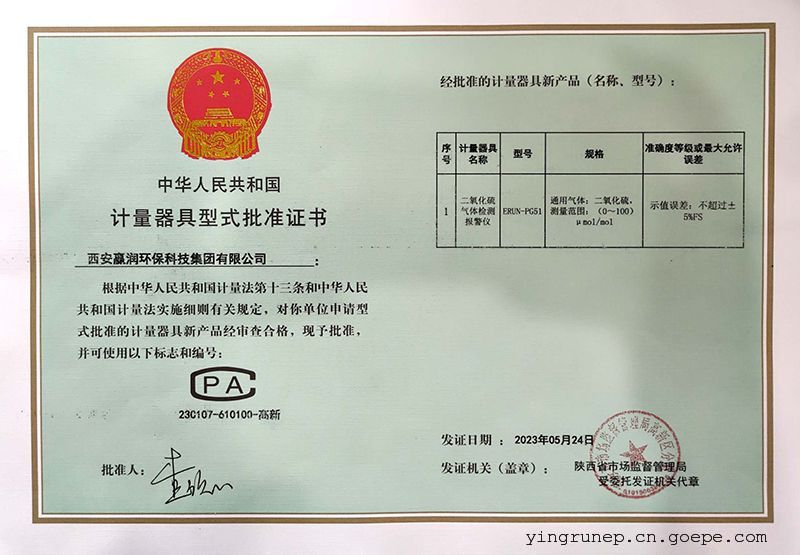 中华人民共和国
计量器具型式批准证书
西安赢润环保科技集团有限公司：
根据中华人民共和国计量法第十三条和中华人民
共和国计量法实施细则有关规定，对你单位申请型
式批准的计量器具新产品经审查合格，现予批准，
并可使用以下标志和编号：
CPA
23C107-610100-高新
批准人：
经批准的计量器具新产品（名称、型号）：
序号 计量器具名称 型号 规格 准确度等级或最大允许误差
1 二氧化硫气体检测报警仪 ERUN-PG51 通用气体：二氧化硫，测量范围：（0～100）μmol/mol 示值误差：不超过±5%FS
发证日期：2023年05月24日
发证机关（盖章）：陕西省市场监督管理局
受委托发证机关代章
yingrunep.cn.goepe.com